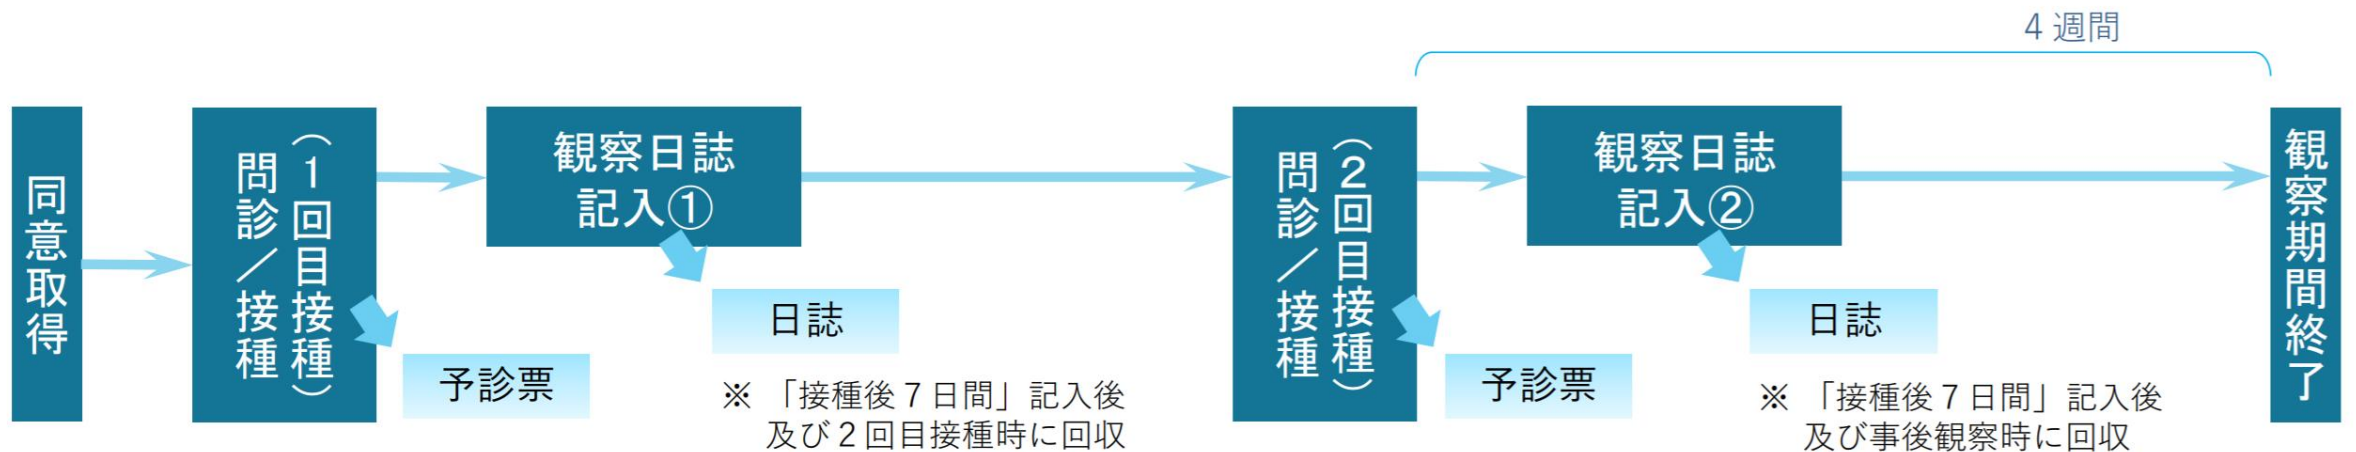 4 週間
同意取得
(1回目接種)
問診／接種
予診票
観察日誌
記入①
日誌
※ 「接種後 7 日間」記入後
及び 2 回目接種時に回収
(2回目接種)
問診／接種
予診票
観察日誌
記入②
日誌
※ 「接種後 7 日間」記入後
及び事後観察時に回収
観察期間終了